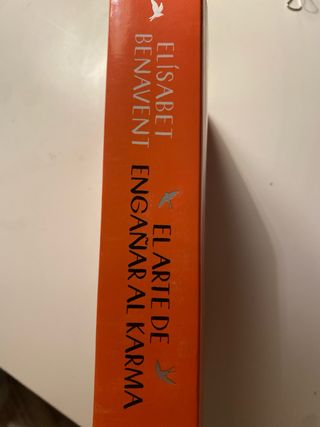 ELÍSABET
BENAVENT
EL ARTE DE
ENGAÑAR AL KARMA